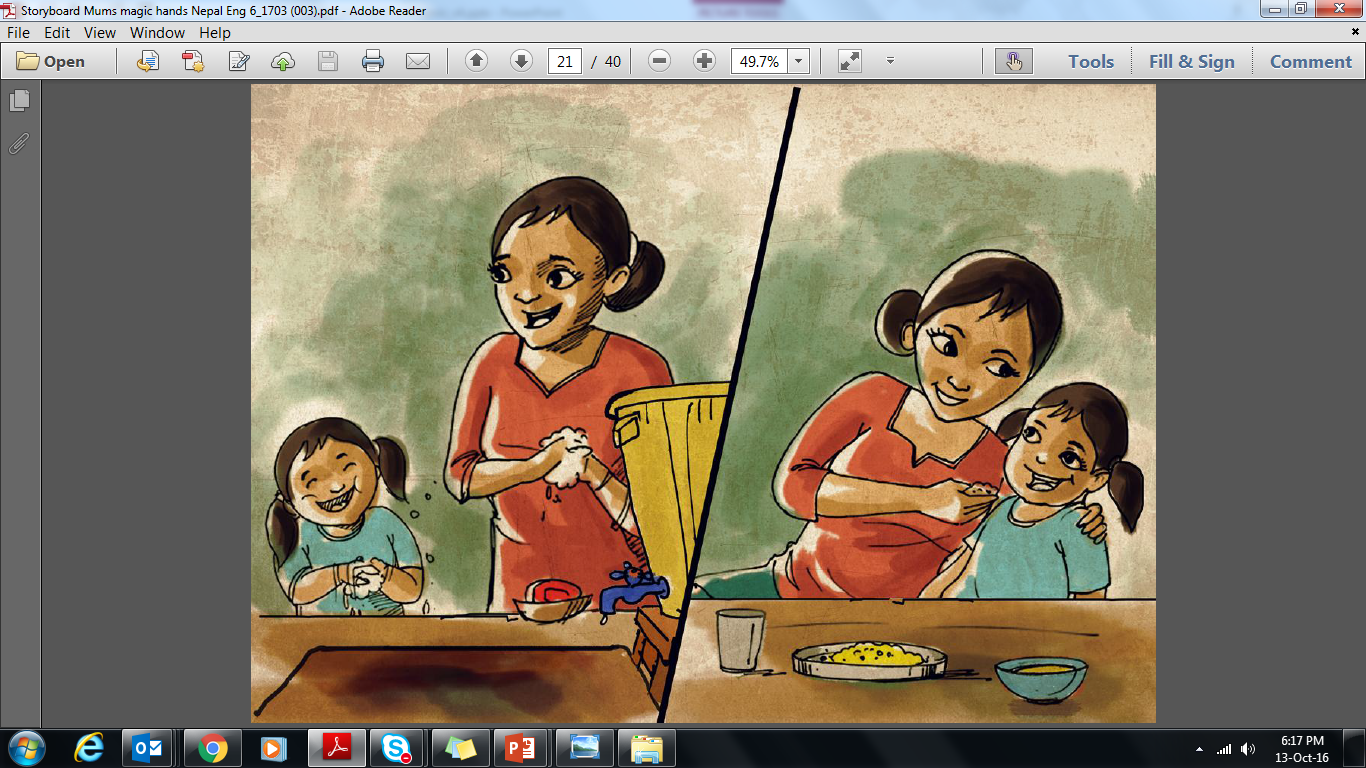 Storyboard Mums magic hands Nepal Eng 6_1703 (003).pdf - Adobe Reader
File Edit View Window Help
Open 21 / 40 49.7% Tools Fill & Sign Comment
6:17 PM
13-Oct-16